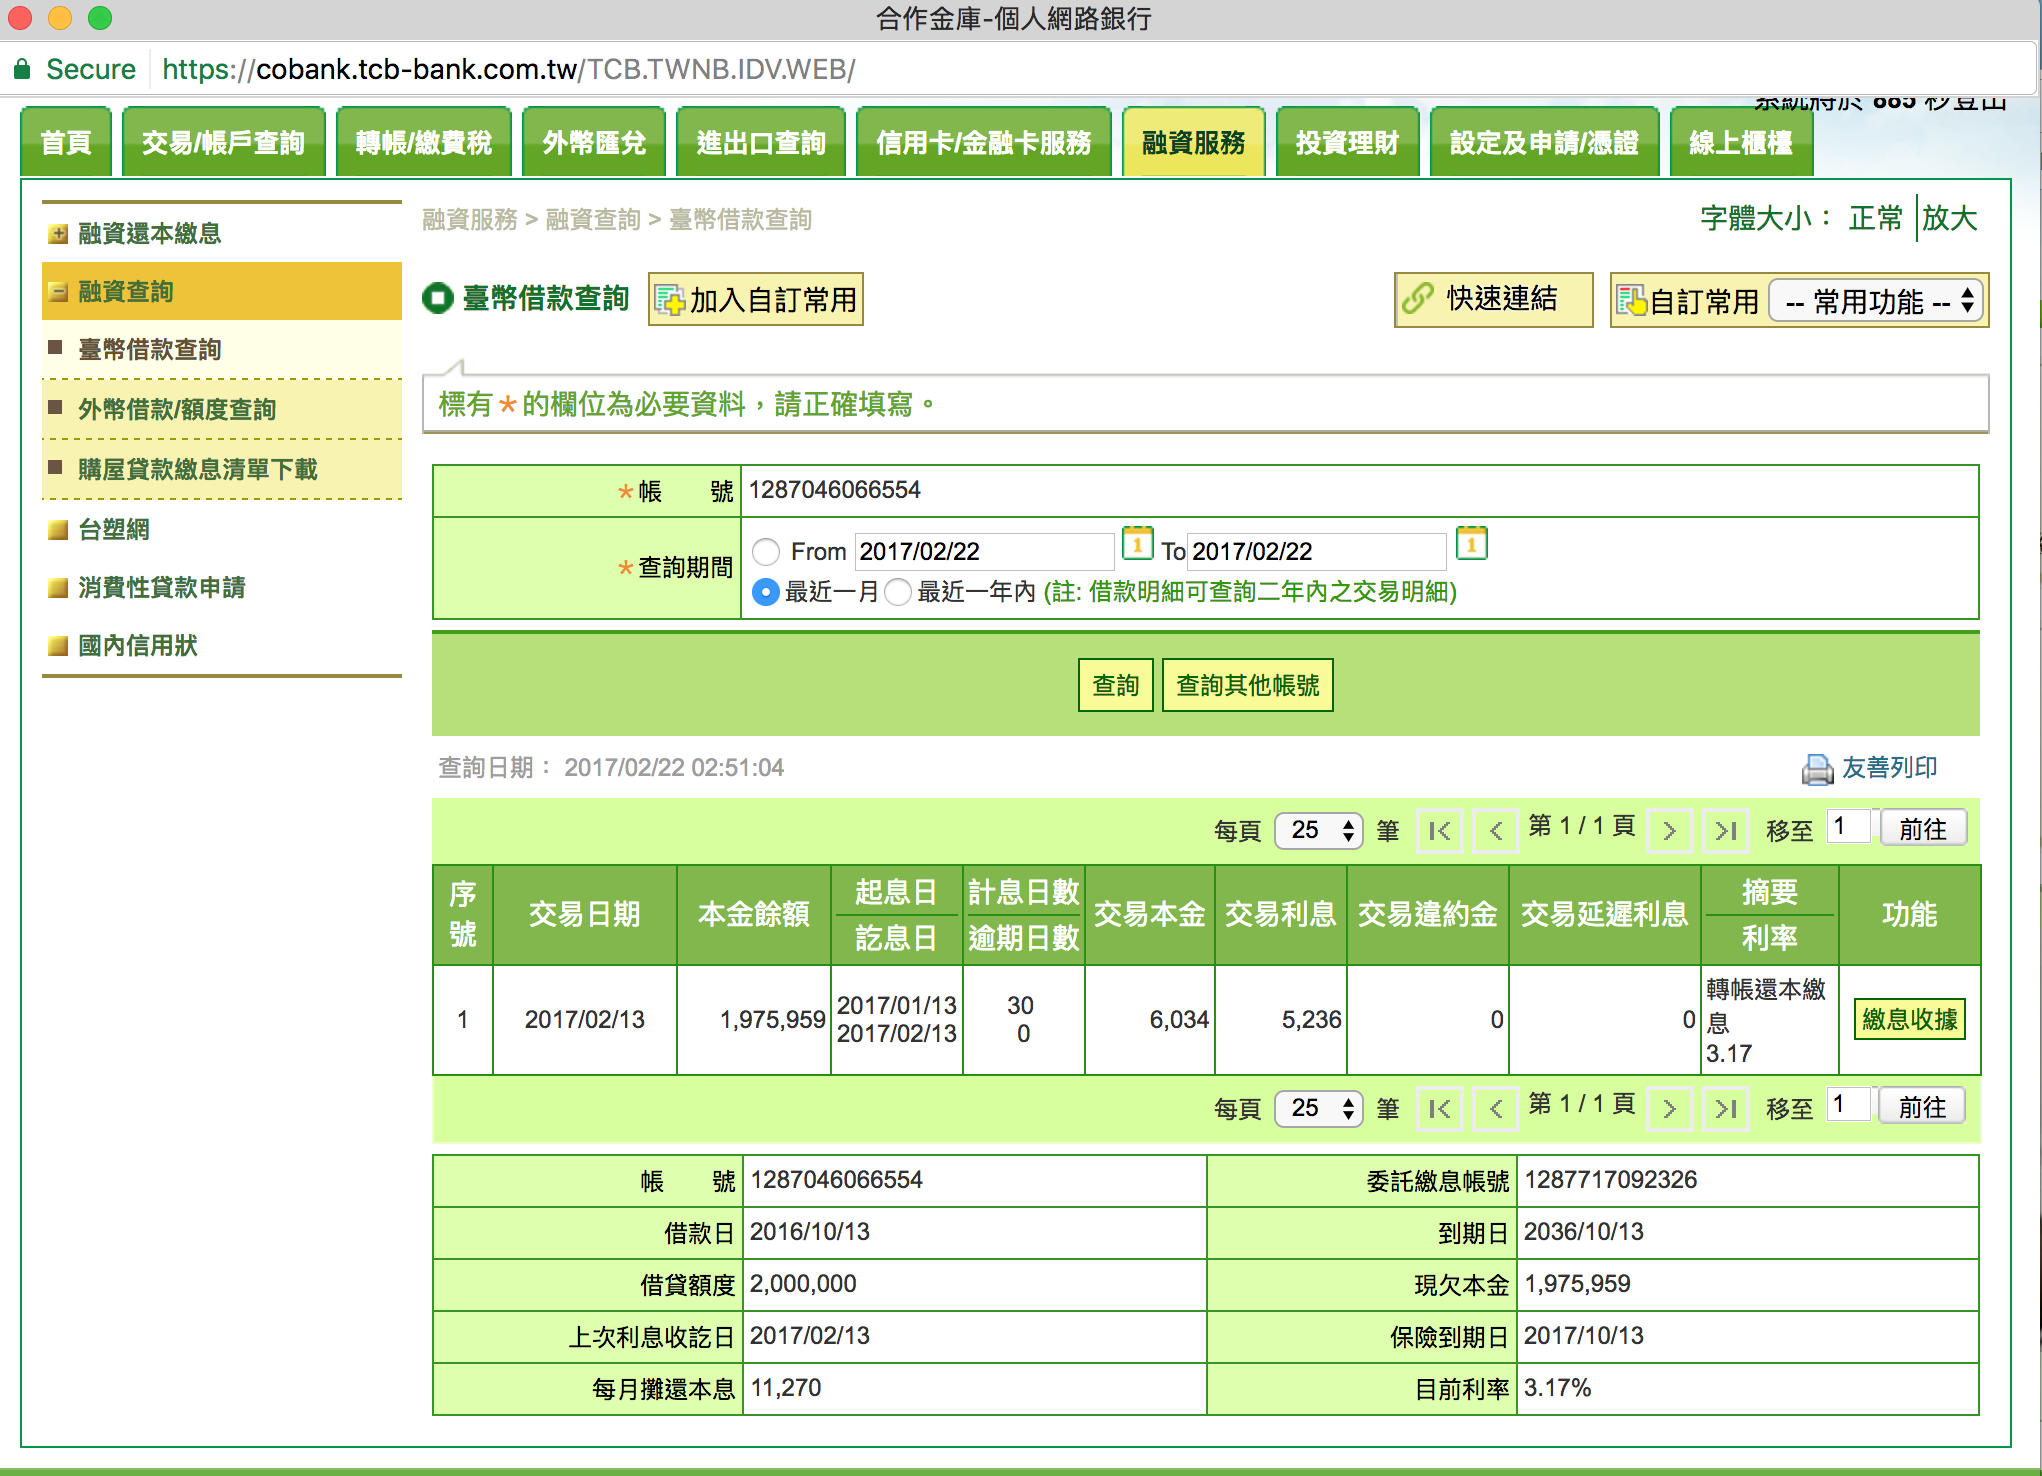 合作金庫-個人網路銀行
Secure https://cobank.tcb-bank.com.tw/TCB.TWNB.IDV.WEB/
系統將於 885 秒登出
首頁 交易/帳戶查詢 轉帳/繳費稅 外幣匯兌 進出口查詢 信用卡/金融卡服務 融資服務 投資理財 設定及申請/憑證 線上櫃檯
融資還本繳息
融資查詢
臺幣借款查詢
外幣借款/額度查詢
購屋貸款繳息清單下載
台塑網
消費性貸款申請
國內信用狀
融資服務 > 融資查詢 > 臺幣借款查詢
字體大小： 正常 放大
臺幣借款查詢 加入自訂常用 快速連結 自訂常用 -- 常用功能 --
標有*的欄位為必要資料，請正確填寫。
*帳 號 1287046066554
*查詢期間 From 2017/02/22 1 To 2017/02/22 1
最近一月 最近一年內 (註: 借款明細可查詢二年內之交易明細)
查詢 查詢其他帳號
查詢日期： 2017/02/22 02:51:04 友善列印
每頁 25 筆 第 1 / 1 頁 移至 1 前往
序號 交易日期 本金餘額 起息日 訖息日 計息日數 逾期日數 交易本金 交易利息 交易違約金 交易延遲利息 摘要 利率 功能
1 2017/02/13 1,975,959 2017/01/13 2017/02/13 30 0 6,034 5,236 0 0 轉帳還本繳息 3.17 繳息收據
每頁 25 筆 第 1 / 1 頁 移至 1 前往
帳 號 1287046066554 委託繳息帳號 1287717092326
借款日 2016/10/13 到期日 2036/10/13
借貸額度 2,000,000 現欠本金 1,975,959
上次利息收訖日 2017/02/13 保險到期日 2017/10/13
每月攤還本息 11,270 目前利率 3.17%